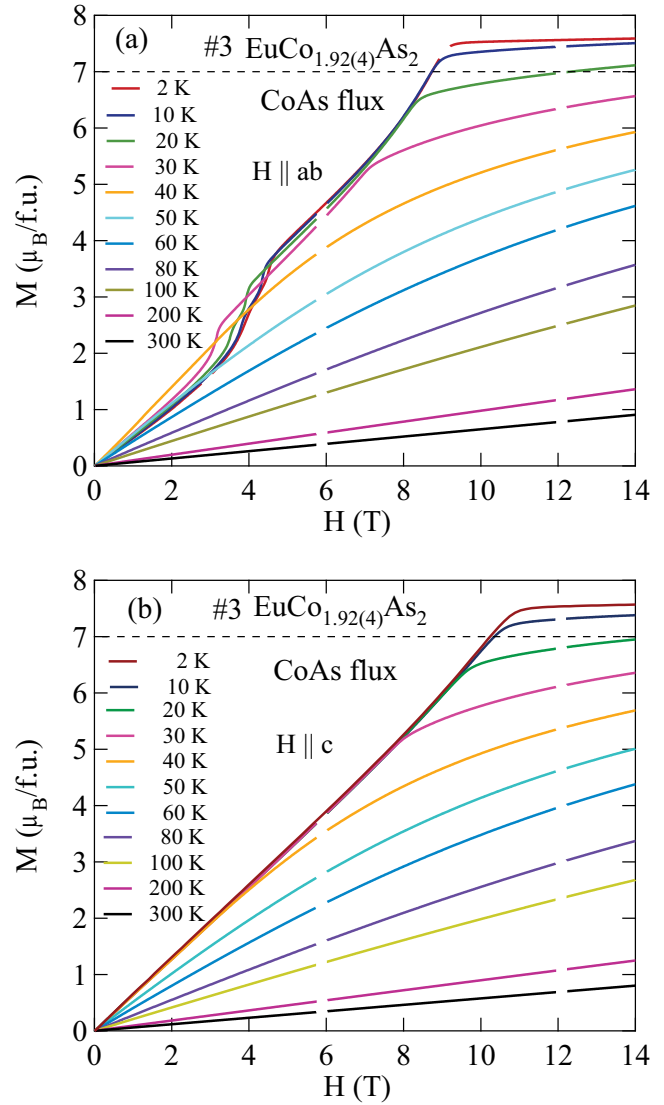 (a)
#3 EuCo1.92(4)As2
CoAs flux
H || ab
2 K
10 K
20 K
30 K
40 K
50 K
60 K
80 K
100 K
200 K
300 K
M (μB/f.u.)
8
7
6
5
4
3
2
1
0
0 2 4 6 8 10 12 14
H (T)
(b)
#3 EuCo1.92(4)As2
CoAs flux
H || c
2 K
10 K
20 K
30 K
40 K
50 K
60 K
80 K
100 K
200 K
300 K
M (μB/f.u.)
8
7
6
5
4
3
2
1
0
0 2 4 6 8 10 12 14
H (T)